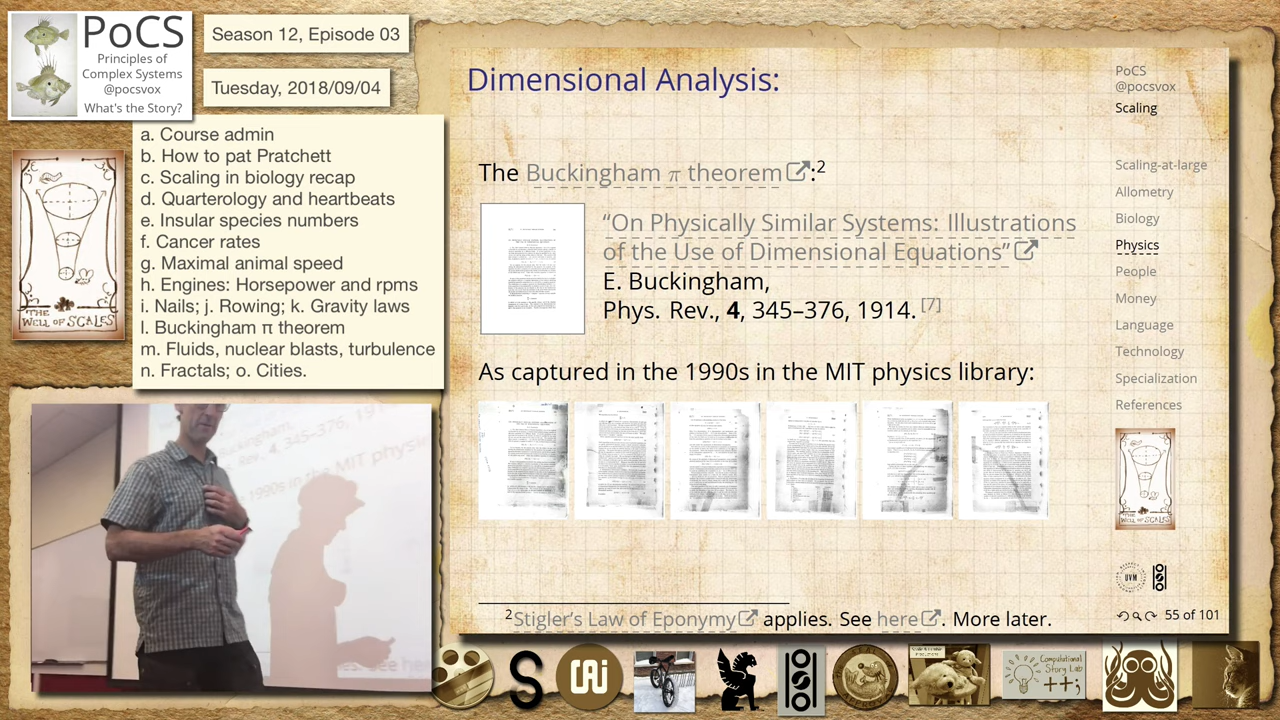 PoCS
Principles of
Complex Systems
@pocsvox
What's the Story?
Season 12, Episode 03
Tuesday, 2018/09/04
a. Course admin
b. How to pat Pratchett
c. Scaling in biology recap
d. Quarterology and heartbeats
e. Insular species numbers
f. Cancer rates
g. Maximal animal speed
h. Engines: Horsepower and rpms
i. Nails; j. Rowing; k. Gravity laws
l. Buckingham π theorem
m. Fluids, nuclear blasts, turbulence
n. Fractals; o. Cities.
THE
WELL OF SCALES
Dimensional Analysis:
The Buckingham π theorem:2
“On Physically Similar Systems: Illustrations
of the Use of Dimensional Equations”
E. Buckingham,
Phys. Rev., 4, 345–376, 1914. [7]
As captured in the 1990s in the MIT physics library:
2Stigler's Law of Eponymy applies. See here. More later.
PoCS
@pocsvox
Scaling
Scaling-at-large
Allometry
Biology
Physics
People
Money
Language
Technology
Specialization
References
THE
WELL OF SCALES
UVM
55 of 101
S
Computational
Story Lab
++;